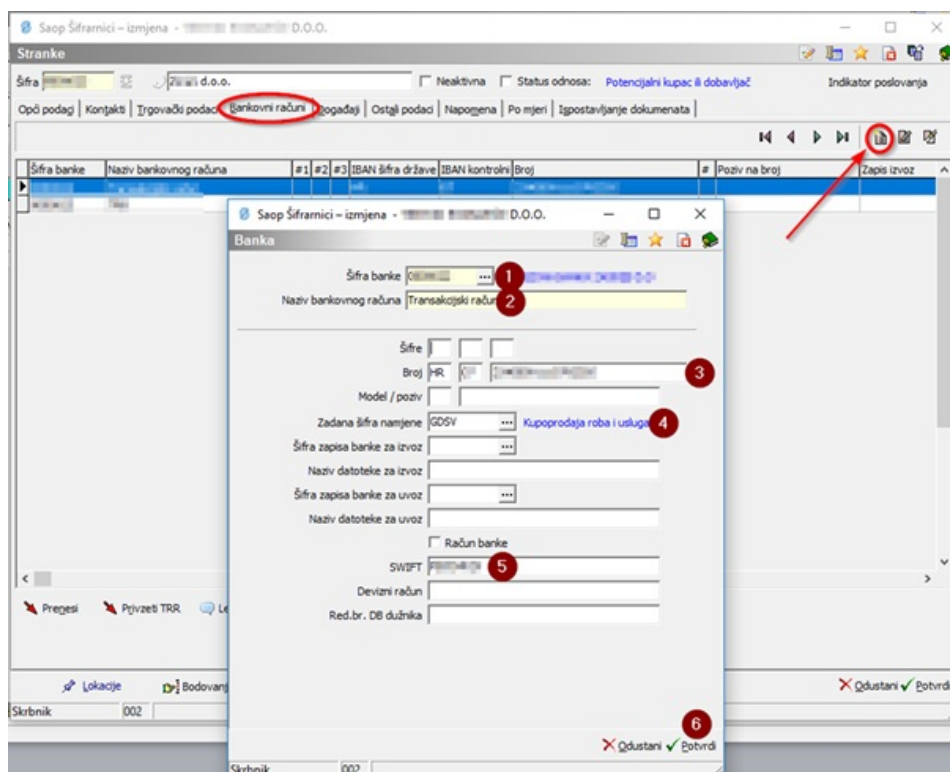 Saop Šifrarnici – izmjena - D.O.O.
Stranke
Šifra d.o.o. Neaktivna Status odnosa: Potencijalni kupac ili dobavljač Indikator poslovanja
Opći podaci Kontakti Trgovački podaci Bankovni računi Događaji Ostali podaci Napomena Po mjeri Ispostavljanje dokumenata
Šifra banke Naziv bankovnog računa #1 #2 #3 IBAN šifra države IBAN kontrolni Broj # Poziv na broj Zapis izvoz
Saop Šifrarnici – izmjena - D.O.O.
Banka
Šifra banke ... 1
Naziv bankovnog računa Transakcijski račun 2
Šifre
Broj HR 3
Model / poziv
Zadana šifra namjene GDSV ... Kupoprodaja roba i usluga 4
Šifra zapisa banke za izvoz ...
Naziv datoteke za izvoz
Šifra zapisa banke za uvoz ...
Naziv datoteke za uvoz
Račun banke
SWIFT 5
Devizni račun
Red.br. DB dužnika
Prenesi Privzeti TRR
Lokacije Bodovanj Odustani Potvrdi
Skrbnik 002
6
Odustani Potvrdi
Skrbnik 002